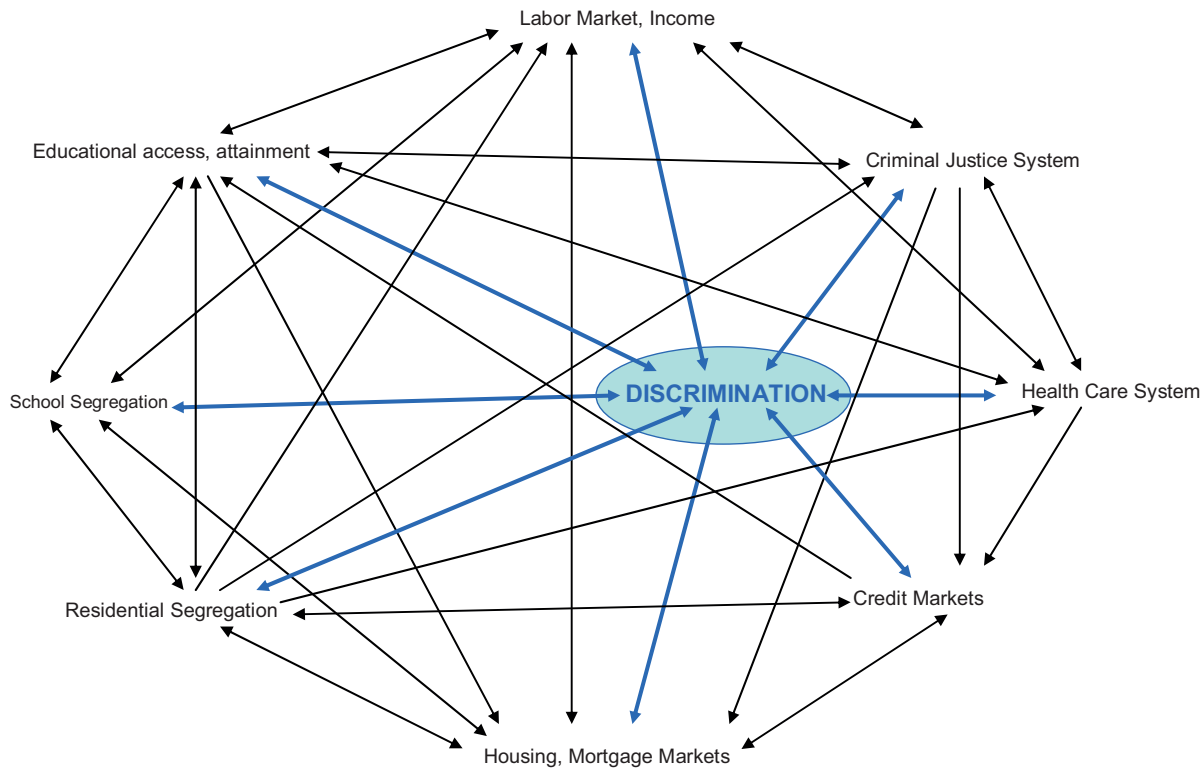 Labor Market, Income
Educational access, attainment
Criminal Justice System
School Segregation
DISCRIMINATION
Health Care System
Residential Segregation
Credit Markets
Housing, Mortgage Markets